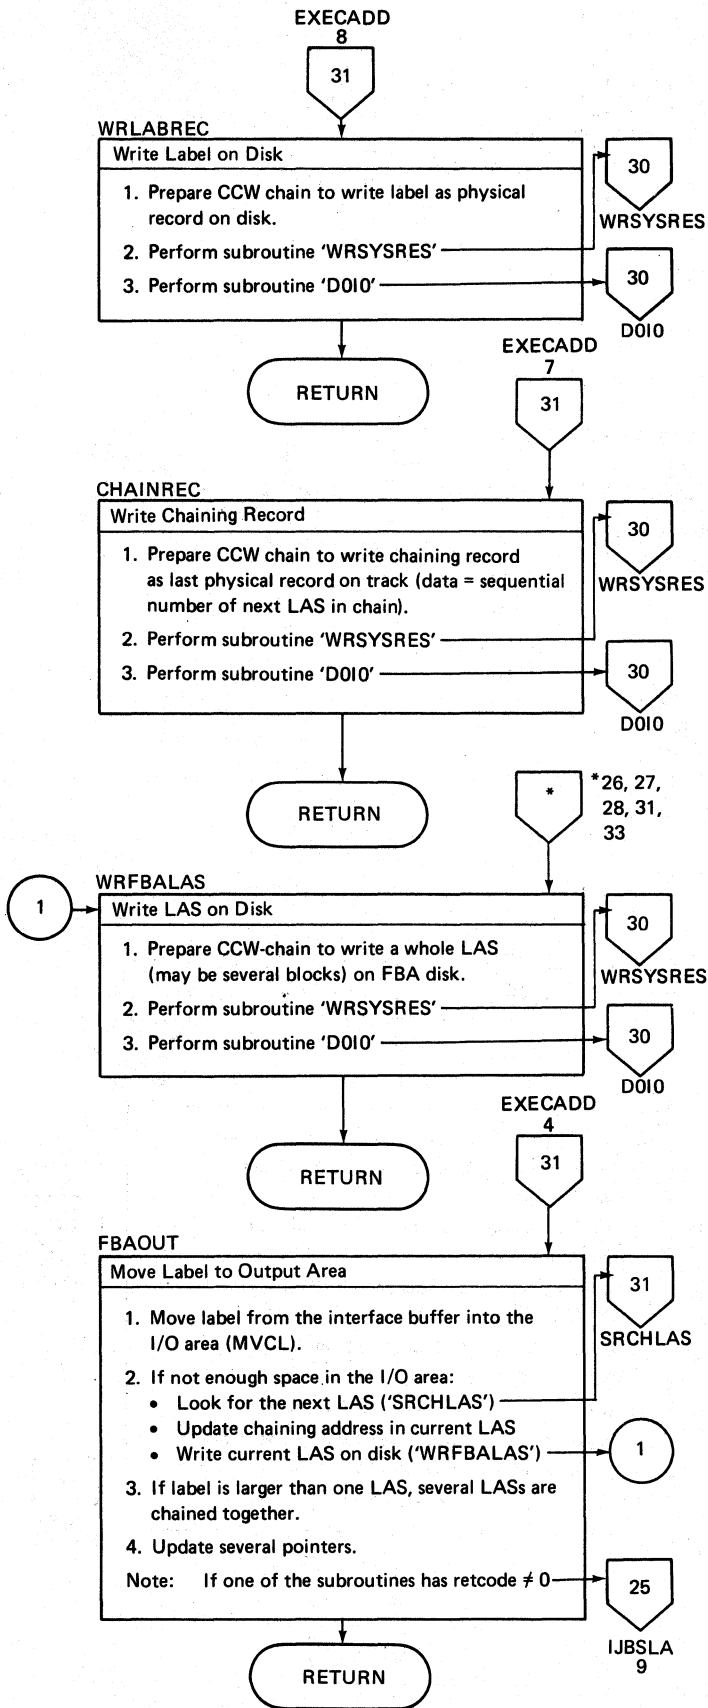 EXECADD
8
31
WRLABREC
Write Label on Disk
1. Prepare CCW chain to write label as physical
record on disk.
2. Perform subroutine 'WRSYSRES'
3. Perform subroutine 'D0I0'
30
WRSYSRES
30
D0I0
RETURN
EXECADD
7
31
CHAINREC
Write Chaining Record
1. Prepare CCW chain to write chaining record
as last physical record on track (data = sequential
number of next LAS in chain).
2. Perform subroutine 'WRSYSRES'
3. Perform subroutine 'D0I0'
30
WRSYSRES
30
D0I0
RETURN
*
*26, 27,
28, 31,
33
WRFBALAS
1
Write LAS on Disk
1. Prepare CCW-chain to write a whole LAS
(may be several blocks) on FBA disk.
2. Perform subroutine 'WRSYSRES'
3. Perform subroutine 'D0I0'
30
WRSYSRES
30
D0I0
RETURN
EXECADD
4
31
FBAOUT
Move Label to Output Area
1. Move label from the interface buffer into the
I/O area (MVCL).
2. If not enough space in the I/O area:
• Look for the next LAS ('SRCHLAS')
• Update chaining address in current LAS
• Write current LAS on disk ('WRFBALAS')
3. If label is larger than one LAS, several LASs are
chained together.
4. Update several pointers.
Note: If one of the subroutines has retcode ≠ 0
31
SRCHLAS
1
25
IJBSLA
9
RETURN